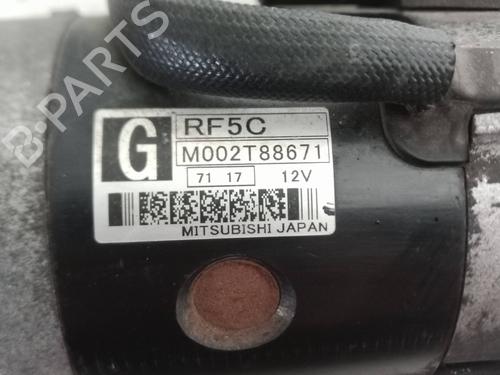 G
RF5C
M002T88671
71 17 12V
MITSUBISHI JAPAN
B-PARTS